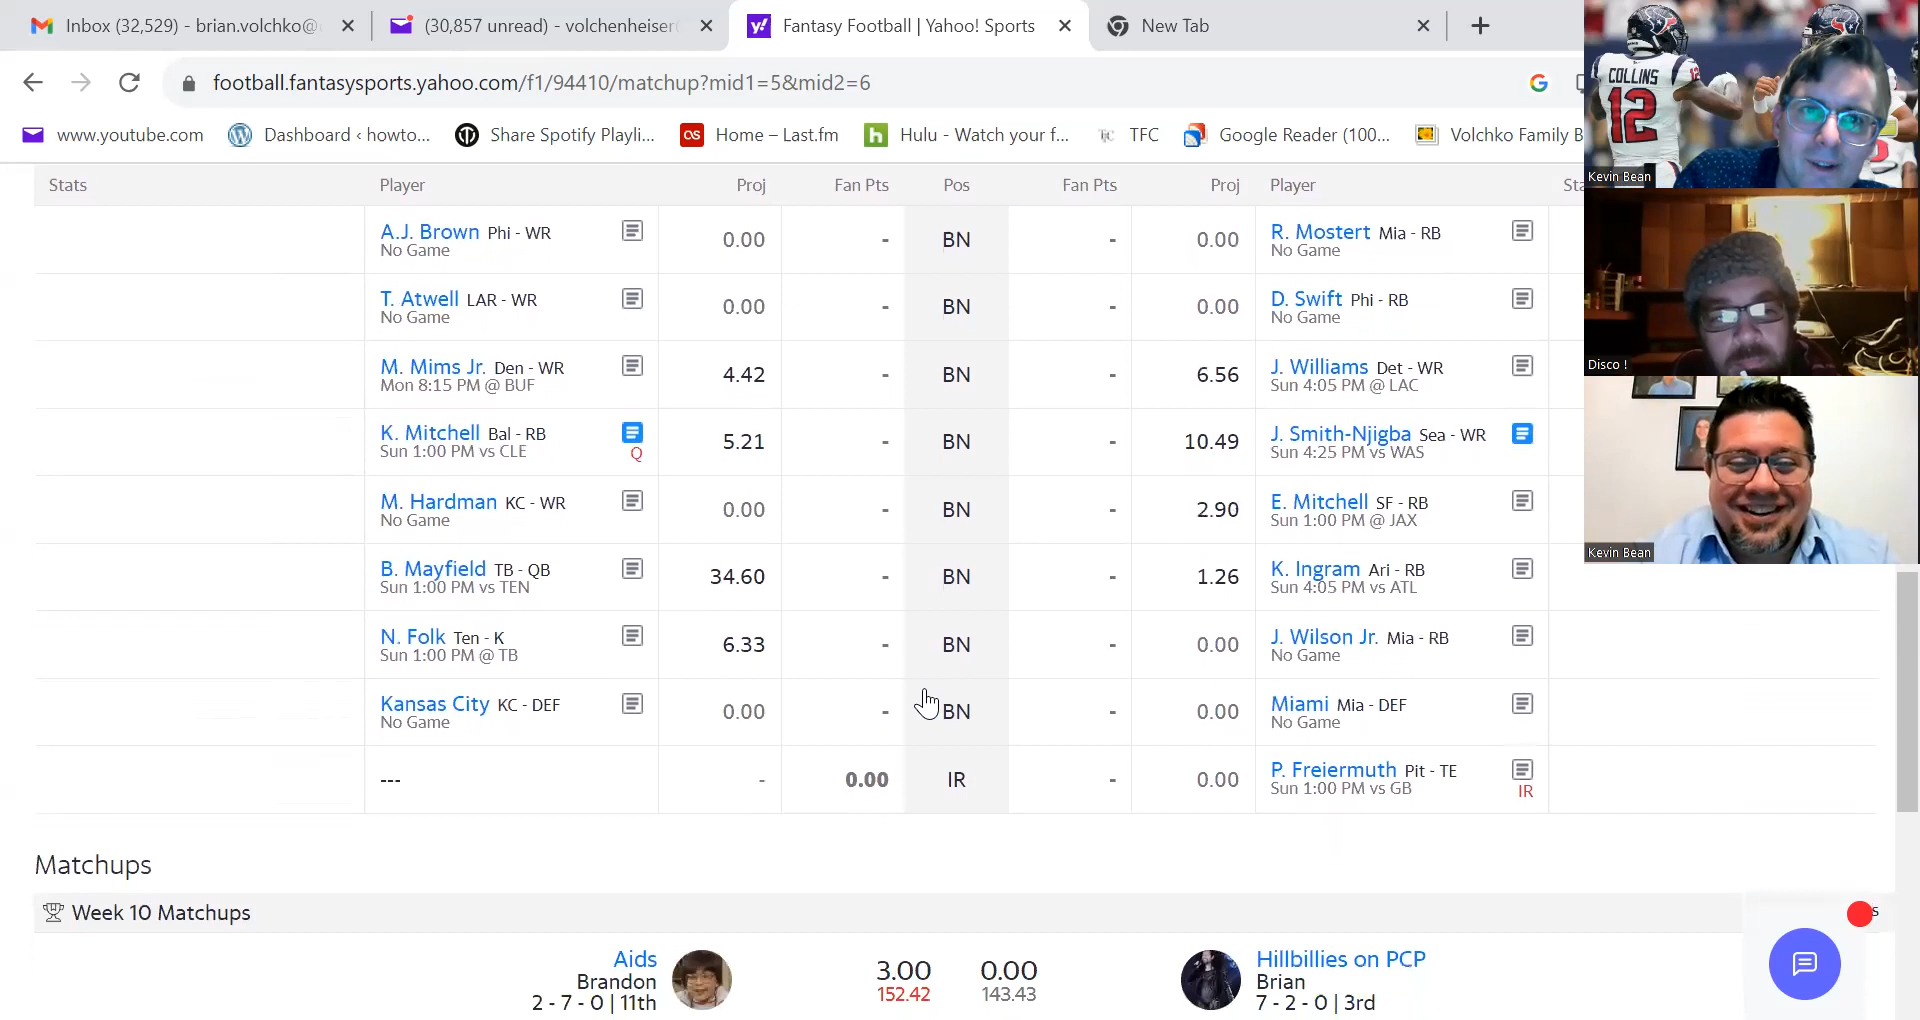 Inbox (32,529) - brian.volchko@
(30,857 unread) - volchenheiser
Fantasy Football | Yahoo! Sports
New Tab
football.fantasysports.yahoo.com/f1/94410/matchup?mid1=5&mid2=6
www.youtube.com
Dashboard ‹ howto...
Share Spotify Playli...
Home – Last.fm
Hulu - Watch your f...
TFC
Google Reader (100...
Volchko Family B
COLLINS
12
Kevin Bean
Disco !
Kevin Bean
Stats Player Proj Fan Pts Pos Fan Pts Proj Player Sta
A.J. Brown Phi - WR 0.00 - BN - 0.00 R. Mostert Mia - RB
No Game No Game
T. Atwell LAR - WR 0.00 - BN - 0.00 D. Swift Phi - RB
No Game No Game
M. Mims Jr. Den - WR 4.42 - BN - 6.56 J. Williams Det - WR
Mon 8:15 PM @ BUF Sun 4:05 PM @ LAC
K. Mitchell Bal - RB 5.21 - BN - 10.49 J. Smith-Njigba Sea - WR
Sun 1:00 PM vs CLE Q Sun 4:25 PM vs WAS
M. Hardman KC - WR 0.00 - BN - 2.90 E. Mitchell SF - RB
No Game Sun 1:00 PM @ JAX
B. Mayfield TB - QB 34.60 - BN - 1.26 K. Ingram Ari - RB
Sun 1:00 PM vs TEN Sun 4:05 PM vs ATL
N. Folk Ten - K 6.33 - BN - 0.00 J. Wilson Jr. Mia - RB
Sun 1:00 PM @ TB No Game
Kansas City KC - DEF 0.00 - BN - 0.00 Miami Mia - DEF
No Game No Game
--- - 0.00 IR - 0.00 P. Freiermuth Pit - TE
Sun 1:00 PM vs GB IR
Matchups
Week 10 Matchups
s
Aids 3.00 0.00 Hillbillies on PCP
Brandon 152.42 143.43 Brian
2 - 7 - 0 | 11th 7 - 2 - 0 | 3rd